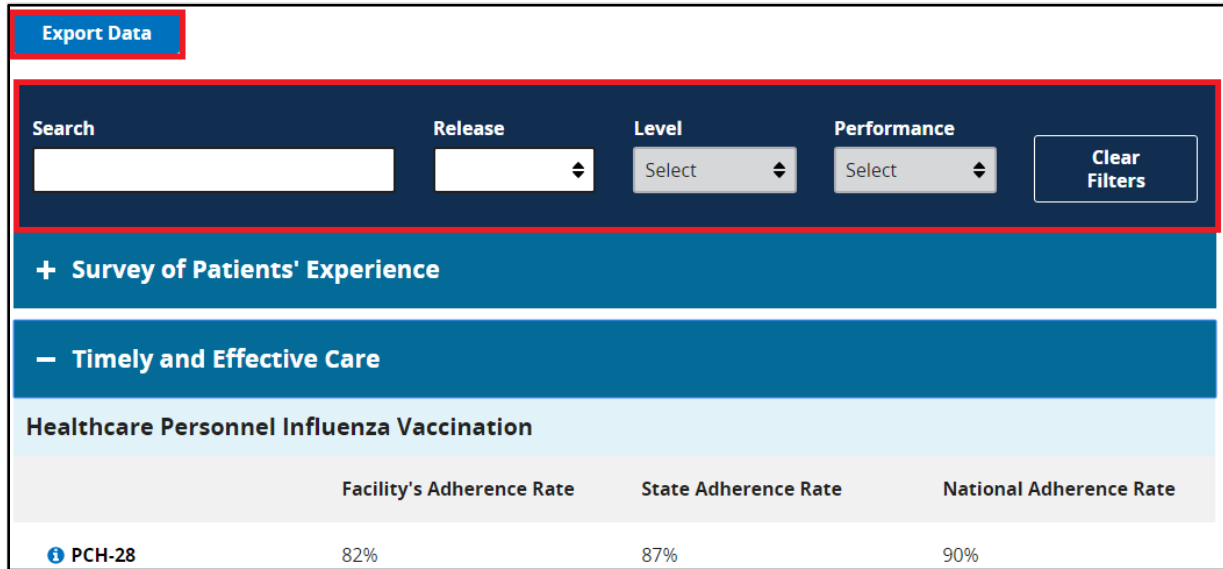 Export Data
Search Release Level Performance
Select Select Clear Filters
+ Survey of Patients' Experience
− Timely and Effective Care
Healthcare Personnel Influenza Vaccination
Facility's Adherence Rate State Adherence Rate National Adherence Rate
PCH-28 82% 87% 90%